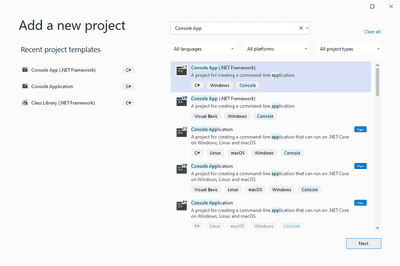 Add a new project
Console App
Clear all
Recent project templates
All languages
All platforms
All project types
Console App (.NET Framework)
C#
Console Application
C#
Class Library (.NET Framework)
C#
Console App (.NET Framework)
A project for creating a command-line application
C#
Windows
Console
Console App (.NET Framework)
A project for creating a command-line application
Visual Basic
Windows
Console
Console Application
A project for creating a command-line application that can run on .NET Core
on Windows, Linux and macOS
C#
Linux
macOS
Windows
Console
Console Application
A project for creating a command-line application that can run on .NET Core
on Windows, Linux and macOS
Visual Basic
Linux
macOS
Windows
Console
Console Application
A project for creating a command-line application that can run on .NET Core
on Windows, Linux and macOS
F#
Linux
macOS
Windows
Console
Next